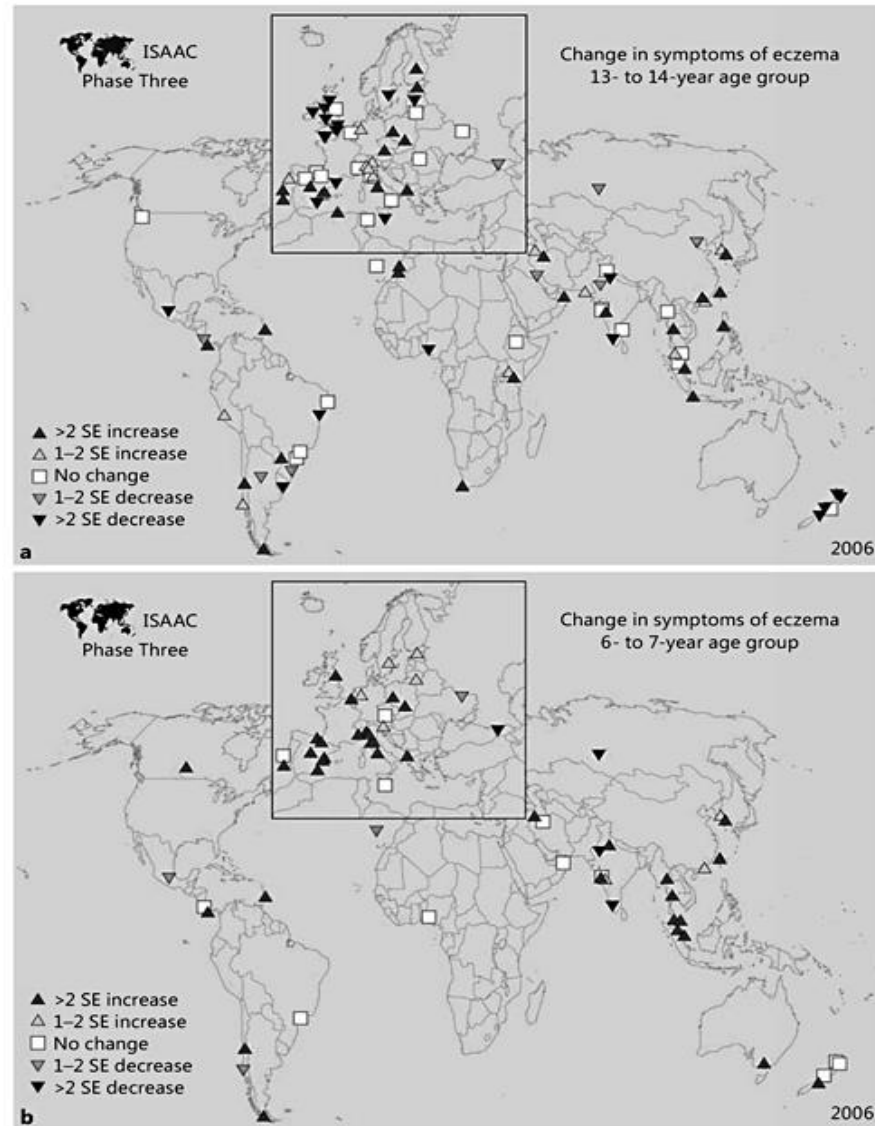 ISAAC
Phase Three
Change in symptoms of eczema
13- to 14-year age group
>2 SE increase
1–2 SE increase
No change
1–2 SE decrease
>2 SE decrease
a
2006
ISAAC
Phase Three
Change in symptoms of eczema
6- to 7-year age group
>2 SE increase
1–2 SE increase
No change
1–2 SE decrease
>2 SE decrease
b
2006